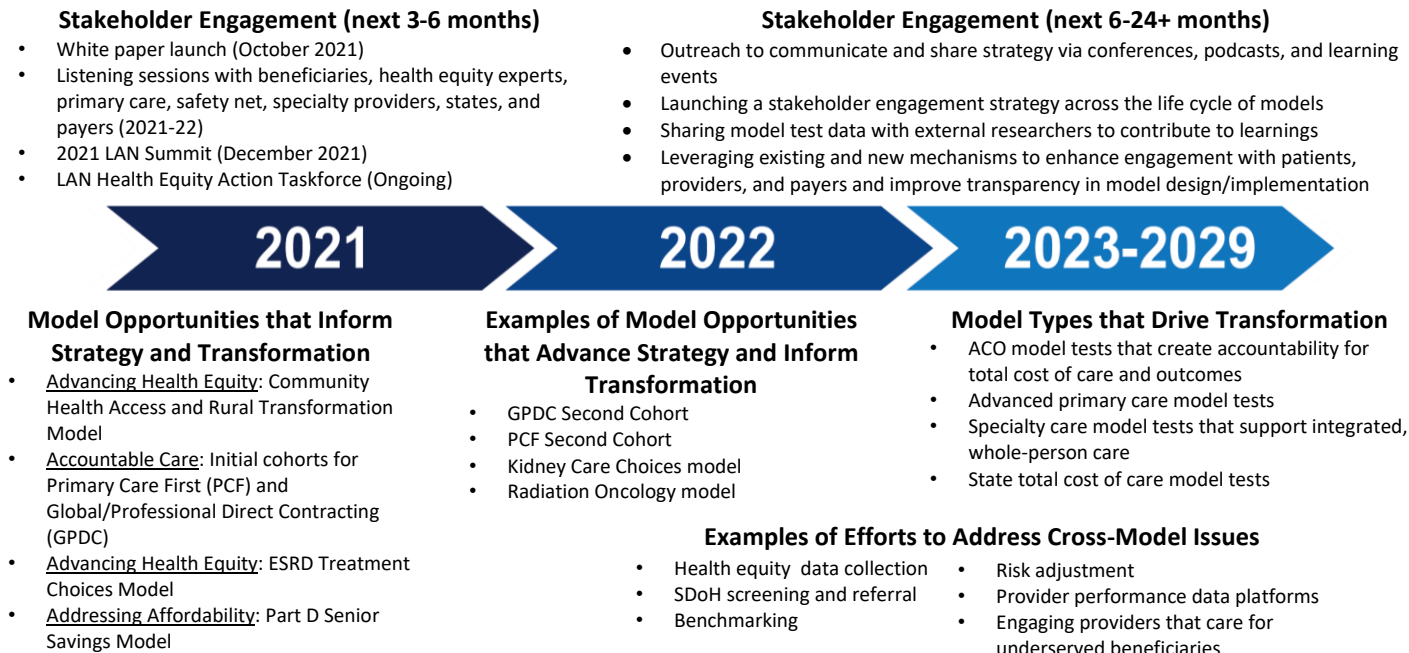 Stakeholder Engagement (next 3-6 months)
• White paper launch (October 2021)
• Listening sessions with beneficiaries, health equity experts,
primary care, safety net, specialty providers, states, and
payers (2021-22)
• 2021 LAN Summit (December 2021)
• LAN Health Equity Action Taskforce (Ongoing)
Stakeholder Engagement (next 6-24+ months)
• Outreach to communicate and share strategy via conferences, podcasts, and learning
events
• Launching a stakeholder engagement strategy across the life cycle of models
• Sharing model test data with external researchers to contribute to learnings
• Leveraging existing and new mechanisms to enhance engagement with patients,
providers, and payers and improve transparency in model design/implementation
2021
2022
2023-2029
Model Opportunities that Inform
Strategy and Transformation
• Advancing Health Equity: Community
Health Access and Rural Transformation
Model
• Accountable Care: Initial cohorts for
Primary Care First (PCF) and
Global/Professional Direct Contracting
(GPDC)
• Advancing Health Equity: ESRD Treatment
Choices Model
• Addressing Affordability: Part D Senior
Savings Model
Examples of Model Opportunities
that Advance Strategy and Inform
Transformation
• GPDC Second Cohort
• PCF Second Cohort
• Kidney Care Choices model
• Radiation Oncology model
Model Types that Drive Transformation
• ACO model tests that create accountability for
total cost of care and outcomes
• Advanced primary care model tests
• Specialty care model tests that support integrated,
whole-person care
• State total cost of care model tests
Examples of Efforts to Address Cross-Model Issues
• Health equity data collection
• SDoH screening and referral
• Benchmarking
• Risk adjustment
• Provider performance data platforms
• Engaging providers that care for
underserved beneficiaries